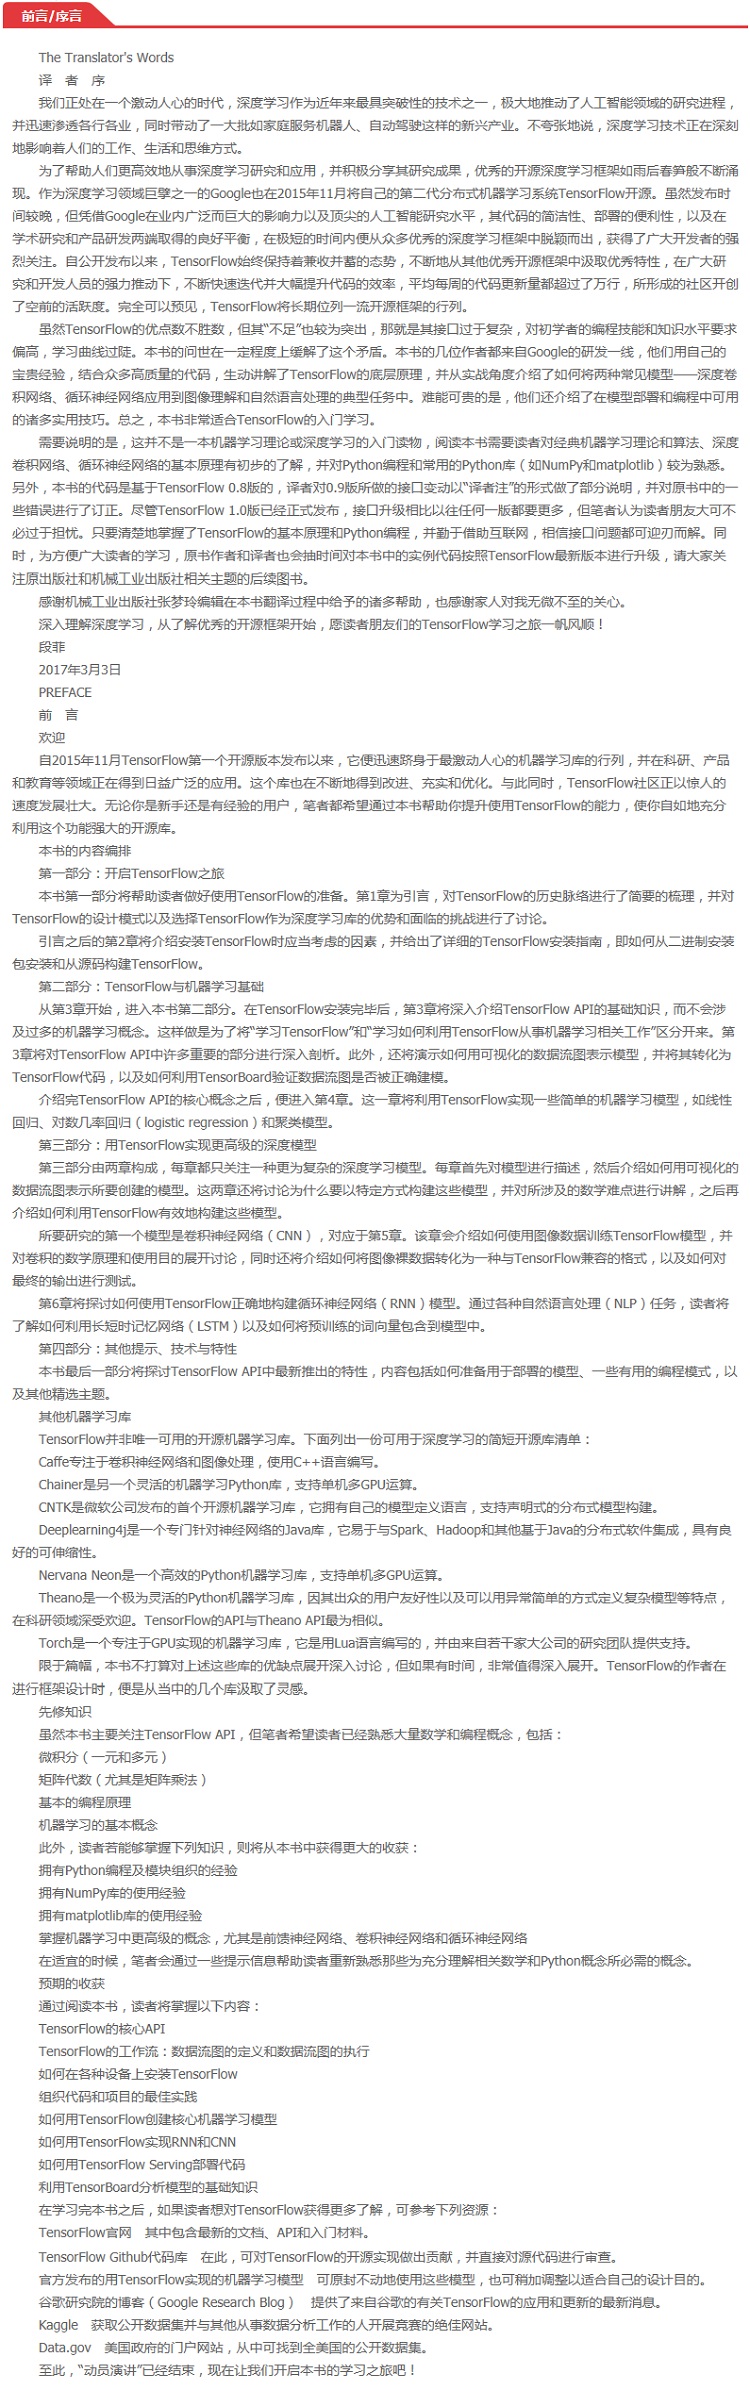 前言/序言
The Translator's Words
译　者　序
我们正处在一个激动人心的时代，深度学习作为近年来最具突破性的技术之一，极大地推动了人工智能领域的研究进程，
并迅速渗透各行各业，同时带动了一大批如家庭服务机器人、自动驾驶这样的新兴产业。不夸张地说，深度学习技术正在深刻
地影响着人们的工作、生活和思维方式。
为了帮助人们更高效地从事深度学习研究和应用，并积极分享其研究成果，优秀的开源深度学习框架如雨后春笋般不断涌
现。作为深度学习领域巨擘之一的Google也在2015年11月将自己的第二代分布式机器学习系统TensorFlow开源。虽然发布时
间较晚，但凭借Google在业内广泛而巨大的影响力以及顶尖的人工智能研究水平，其代码的简洁性、部署的便利性，以及在
学术研究和产品研发两端取得的良好平衡，在极短的时间内便从众多优秀的深度学习框架中脱颖而出，获得了广大开发者的强
烈关注。自公开发布以来，TensorFlow始终保持着兼收并蓄的态势，不断地从其他优秀开源框架中汲取优秀特性，在广大研
究和开发人员的强力推动下，不断快速迭代并大幅提升代码的效率，平均每周的代码更新量都超过了万行，所形成的社区开创
了空前的活跃度。完全可以预见，TensorFlow将长期位列一流开源框架的行列。
虽然TensorFlow的优点数不胜数，但其“不足”也较为突出，那就是其接口过于复杂，对初学者的编程技能和知识水平要求
偏高，学习曲线过陡。本书的问世在一定程度上缓解了这个矛盾。本书的几位作者都来自Google的研发一线，他们用自己的
宝贵经验，结合众多高质量的代码，生动讲解了TensorFlow的底层原理，并从实战角度介绍了如何将两种常见模型——深度卷
积网络、循环神经网络应用到图像理解和自然语言处理的典型任务中。难能可贵的是，他们还介绍了在模型部署和编程中可用
的诸多实用技巧。总之，本书非常适合TensorFlow的入门学习。
需要说明的是，这并不是一本机器学习理论或深度学习的入门读物，阅读本书需要读者对经典机器学习理论和算法、深度
卷积网络、循环神经网络的基本原理有初步的了解，并对Python编程和常用的Python库（如NumPy和matplotlib）较为熟悉。
另外，本书的代码是基于TensorFlow 0.8版的，译者对0.9版所做的接口变动以“译者注”的形式做了部分说明，并对原书中的一
些错误进行了订正。尽管TensorFlow 1.0版已经正式发布，接口升级相比以往任何一版都要更多，但笔者认为读者朋友大可不
必过于担忧。只要清楚地掌握了TensorFlow的基本原理和Python编程，并勤于借助互联网，相信接口问题都可迎刃而解。同
时，为方便广大读者的学习，原书作者和译者也会抽时间对本书中的实例代码按照TensorFlow最新版本进行升级，请大家关
注原出版社和机械工业出版社相关主题的后续图书。
感谢机械工业出版社张梦玲编辑在本书翻译过程中给予的诸多帮助，也感谢家人对我无微不至的关心。
深入理解深度学习，从了解优秀的开源框架开始，愿读者朋友们的TensorFlow学习之旅一帆风顺！
段菲
2017年3月3日
PREFACE
前　言
欢迎
自2015年11月TensorFlow第一个开源版本发布以来，它便迅速跻身于最激动人心的机器学习库的行列，并在科研、产品
和教育等领域正在得到日益广泛的应用。这个库也在不断地得到改进、充实和优化。与此同时，TensorFlow社区正以惊人的
速度发展壮大。无论你是新手还是有经验的用户，笔者都希望通过本书帮助你提升使用TensorFlow的能力，使你自如地充分
利用这个功能强大的开源库。
本书的内容编排
第一部分：开启TensorFlow之旅
本书第一部分将帮助读者做好使用TensorFlow的准备。第1章为引言，对TensorFlow的历史脉络进行了简要的梳理，并对
TensorFlow的设计模式以及选择TensorFlow作为深度学习库的优势和面临的挑战进行了讨论。
引言之后的第2章将介绍安装TensorFlow时应当考虑的因素，并给出了详细的TensorFlow安装指南，即如何从二进制安装
包安装和从源码构建TensorFlow。
第二部分：TensorFlow与机器学习基础
从第3章开始，进入本书第二部分。在TensorFlow安装完毕后，第3章将深入介绍TensorFlow API的基础知识，而不会涉
及过多的机器学习概念。这样做是为了将“学习TensorFlow”和“学习如何利用TensorFlow从事机器学习相关工作”区分开来。第
3章将对TensorFlow API中许多重要的部分进行深入剖析。此外，还将演示如何用可视化的数据流图表示模型，并将其转化为
TensorFlow代码，以及如何利用TensorBoard验证数据流图是否被正确建模。
介绍完TensorFlow API的核心概念之后，便进入第4章。这一章将利用TensorFlow实现一些简单的机器学习模型，如线性
回归、对数几率回归（logistic regression）和聚类模型。
第三部分：用TensorFlow实现更高级的深度模型
第三部分由两章构成，每章都只关注一种更为复杂的深度学习模型。每章首先对模型进行描述，然后介绍如何用可视化的
数据流图表示所要创建的模型。这两章还将讨论为什么要以特定方式构建这些模型，并对所涉及的数学难点进行讲解，之后再
介绍如何利用TensorFlow有效地构建这些模型。
所要研究的第一个模型是卷积神经网络（CNN），对应于第5章。该章会介绍如何使用图像数据训练TensorFlow模型，并
对卷积的数学原理和使用目的展开讨论，同时还将介绍如何将图像裸数据转化为一种与TensorFlow兼容的格式，以及如何对
最终的输出进行测试。
第6章将探讨如何使用TensorFlow正确地构建循环神经网络（RNN）模型。通过各种自然语言处理（NLP）任务，读者将
了解如何利用长短时记忆网络（LSTM）以及如何将预训练的词向量包含到模型中。
第四部分：其他提示、技术与特性
本书最后一部分将探讨TensorFlow API中最新推出的特性，内容包括如何准备用于部署的模型、一些有用的编程模式，以
及其他精选主题。
其他机器学习库
TensorFlow并非唯一可用的开源机器学习库。下面列出一份可用于深度学习的简短开源库清单：
Caffe专注于卷积神经网络和图像处理，使用C++语言编写。
Chainer是另一个灵活的机器学习Python库，支持单机多GPU运算。
CNTK是微软公司发布的首个开源机器学习库，它拥有自己的模型定义语言，支持声明式的分布式模型构建。
Deeplearning4j是一个专门针对神经网络的Java库，它易于与Spark、Hadoop和其他基于Java的分布式软件集成，具有良
好的可伸缩性。
Nervana Neon是一个高效的Python机器学习库，支持单机多GPU运算。
Theano是一个极为灵活的Python机器学习库，因其出众的用户友好性以及可以用异常简单的方式定义复杂模型等特点，
在科研领域深受欢迎。TensorFlow的API与Theano API最为相似。
Torch是一个专注于GPU实现的机器学习库，它是用Lua语言编写的，并由来自若干家大公司的研究团队提供支持。
限于篇幅，本书不打算对上述这些库的优缺点展开深入讨论，但如果有时间，非常值得深入展开。TensorFlow的作者在
进行框架设计时，便是从当中的几个库汲取了灵感。
先修知识
虽然本书主要关注TensorFlow API，但笔者希望读者已经熟悉大量数学和编程概念，包括：
微积分（一元和多元）
矩阵代数（尤其是矩阵乘法）
基本的编程原理
机器学习的基本概念
此外，读者若能够掌握下列知识，则将从本书中获得更大的收获：
拥有Python编程及模块组织的经验
拥有NumPy库的使用经验
拥有matplotlib库的使用经验
掌握机器学习中更高级的概念，尤其是前馈神经网络、卷积神经网络和循环神经网络
在适宜的时候，笔者会通过一些提示信息帮助读者重新熟悉那些为充分理解相关数学和Python概念所必需的概念。
预期的收获
通过阅读本书，读者将掌握以下内容：
TensorFlow的核心API
TensorFlow的工作流：数据流图的定义和数据流图的执行
如何在各种设备上安装TensorFlow
组织代码和项目的最佳实践
如何用TensorFlow创建核心机器学习模型
如何用TensorFlow实现RNN和CNN
如何用TensorFlow Serving部署代码
利用TensorBoard分析模型的基础知识
在学习完本书之后，如果读者想对TensorFlow获得更多了解，可参考下列资源：
TensorFlow官网　其中包含最新的文档、API和入门材料。
TensorFlow Github代码库　在此，可对TensorFlow的开源实现做出贡献，并直接对源代码进行审查。
官方发布的用TensorFlow实现的机器学习模型　可原封不动地使用这些模型，也可稍加调整以适合自己的设计目的。
谷歌研究院的博客（Google Research Blog）　提供了来自谷歌的有关TensorFlow的应用和更新的最新消息。
Kaggle　获取公开数据集并与其他从事数据分析工作的人开展竞赛的绝佳网站。
Data.gov　美国政府的门户网站，从中可找到全美国的公开数据集。
至此，“动员演讲”已经结束，现在让我们开启本书的学习之旅吧！